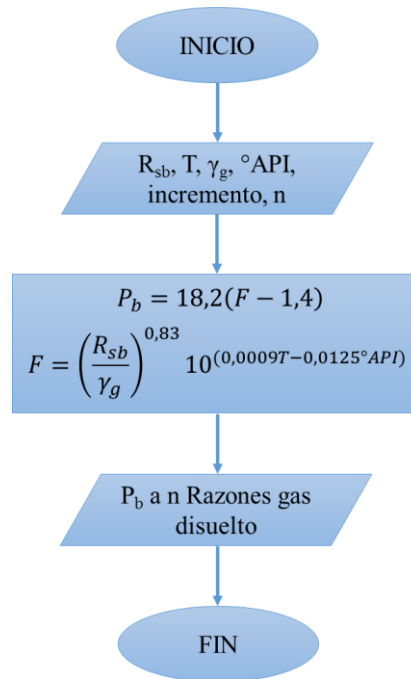 INICIO
R_sb, T, γ_g, °API,
incremento, n
P_b = 18,2(F − 1,4)
F = (R_sb / γ_g)^0,83 10^(0,0009T−0,0125°API)
P_b a n Razones gas
disuelto
FIN